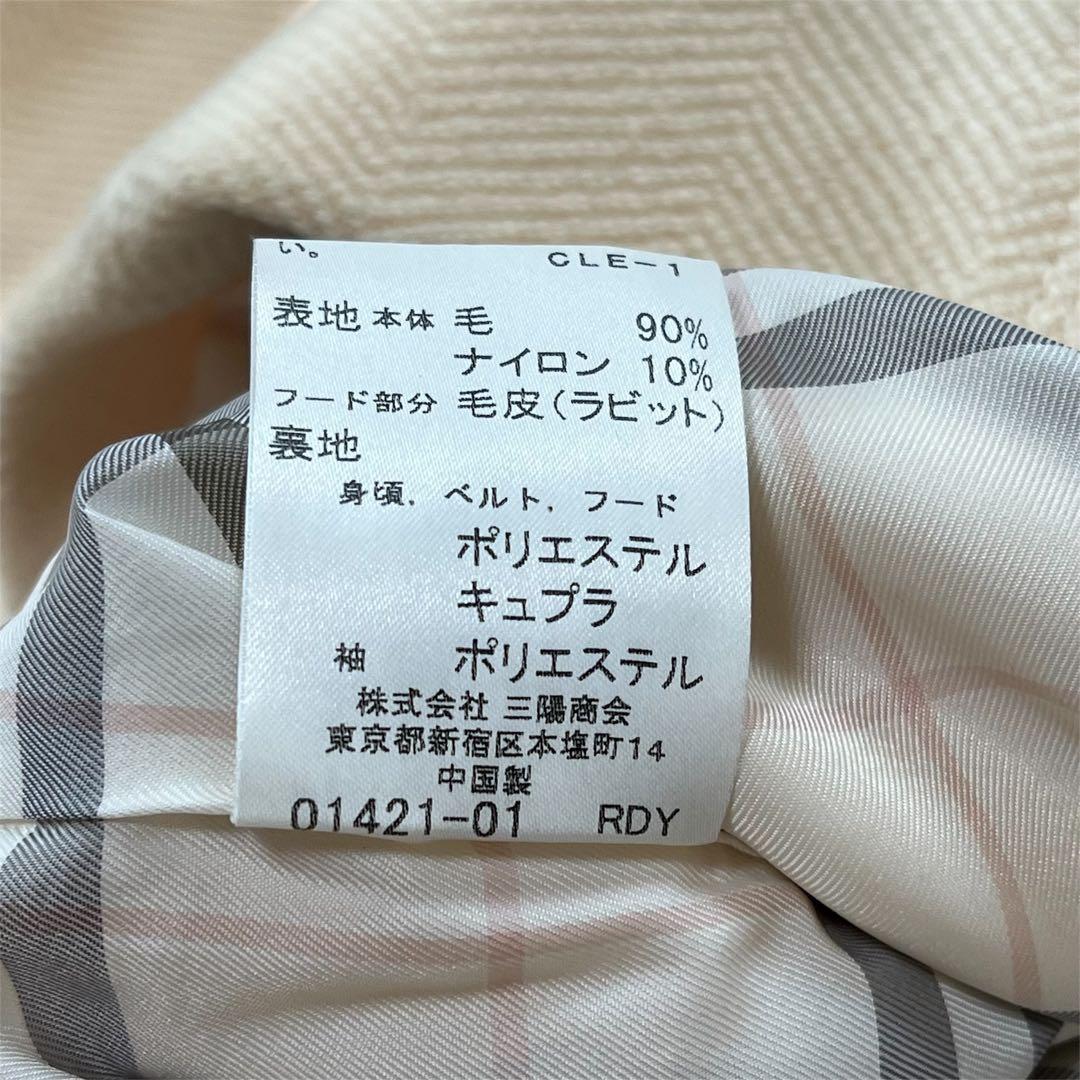 い。 CLE-1
表地 本体 毛 90%
ナイロン 10%
フード部分 毛皮(ラビット)
裏地
身頃. ベルト. フード
ポリエステル
キュプラ
袖 ポリエステル
株式会社 三陽商会
東京都新宿区本塩町14
中国製
01421-01 RDY